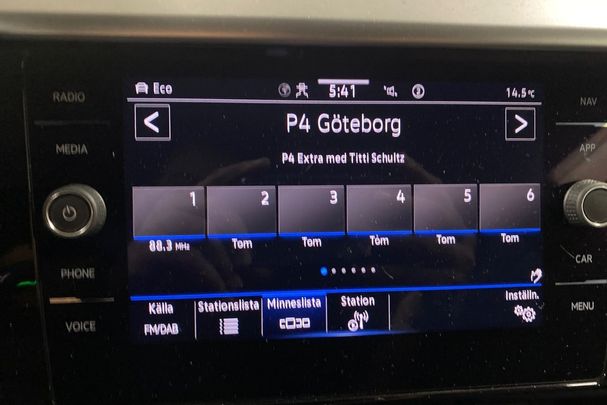 RADIO
MEDIA
PHONE
VOICE
Eco
5:41
14.5°C
<
P4 Göteborg
>
P4 Extra med Titti Schultz
1 2 3 4 5 6
88.3 MHz Tom Tom Tom Tom Tom
Källa Stationslista Minneslista Station Inställn.
FM/DAB
NAV
APP
CAR
MENU